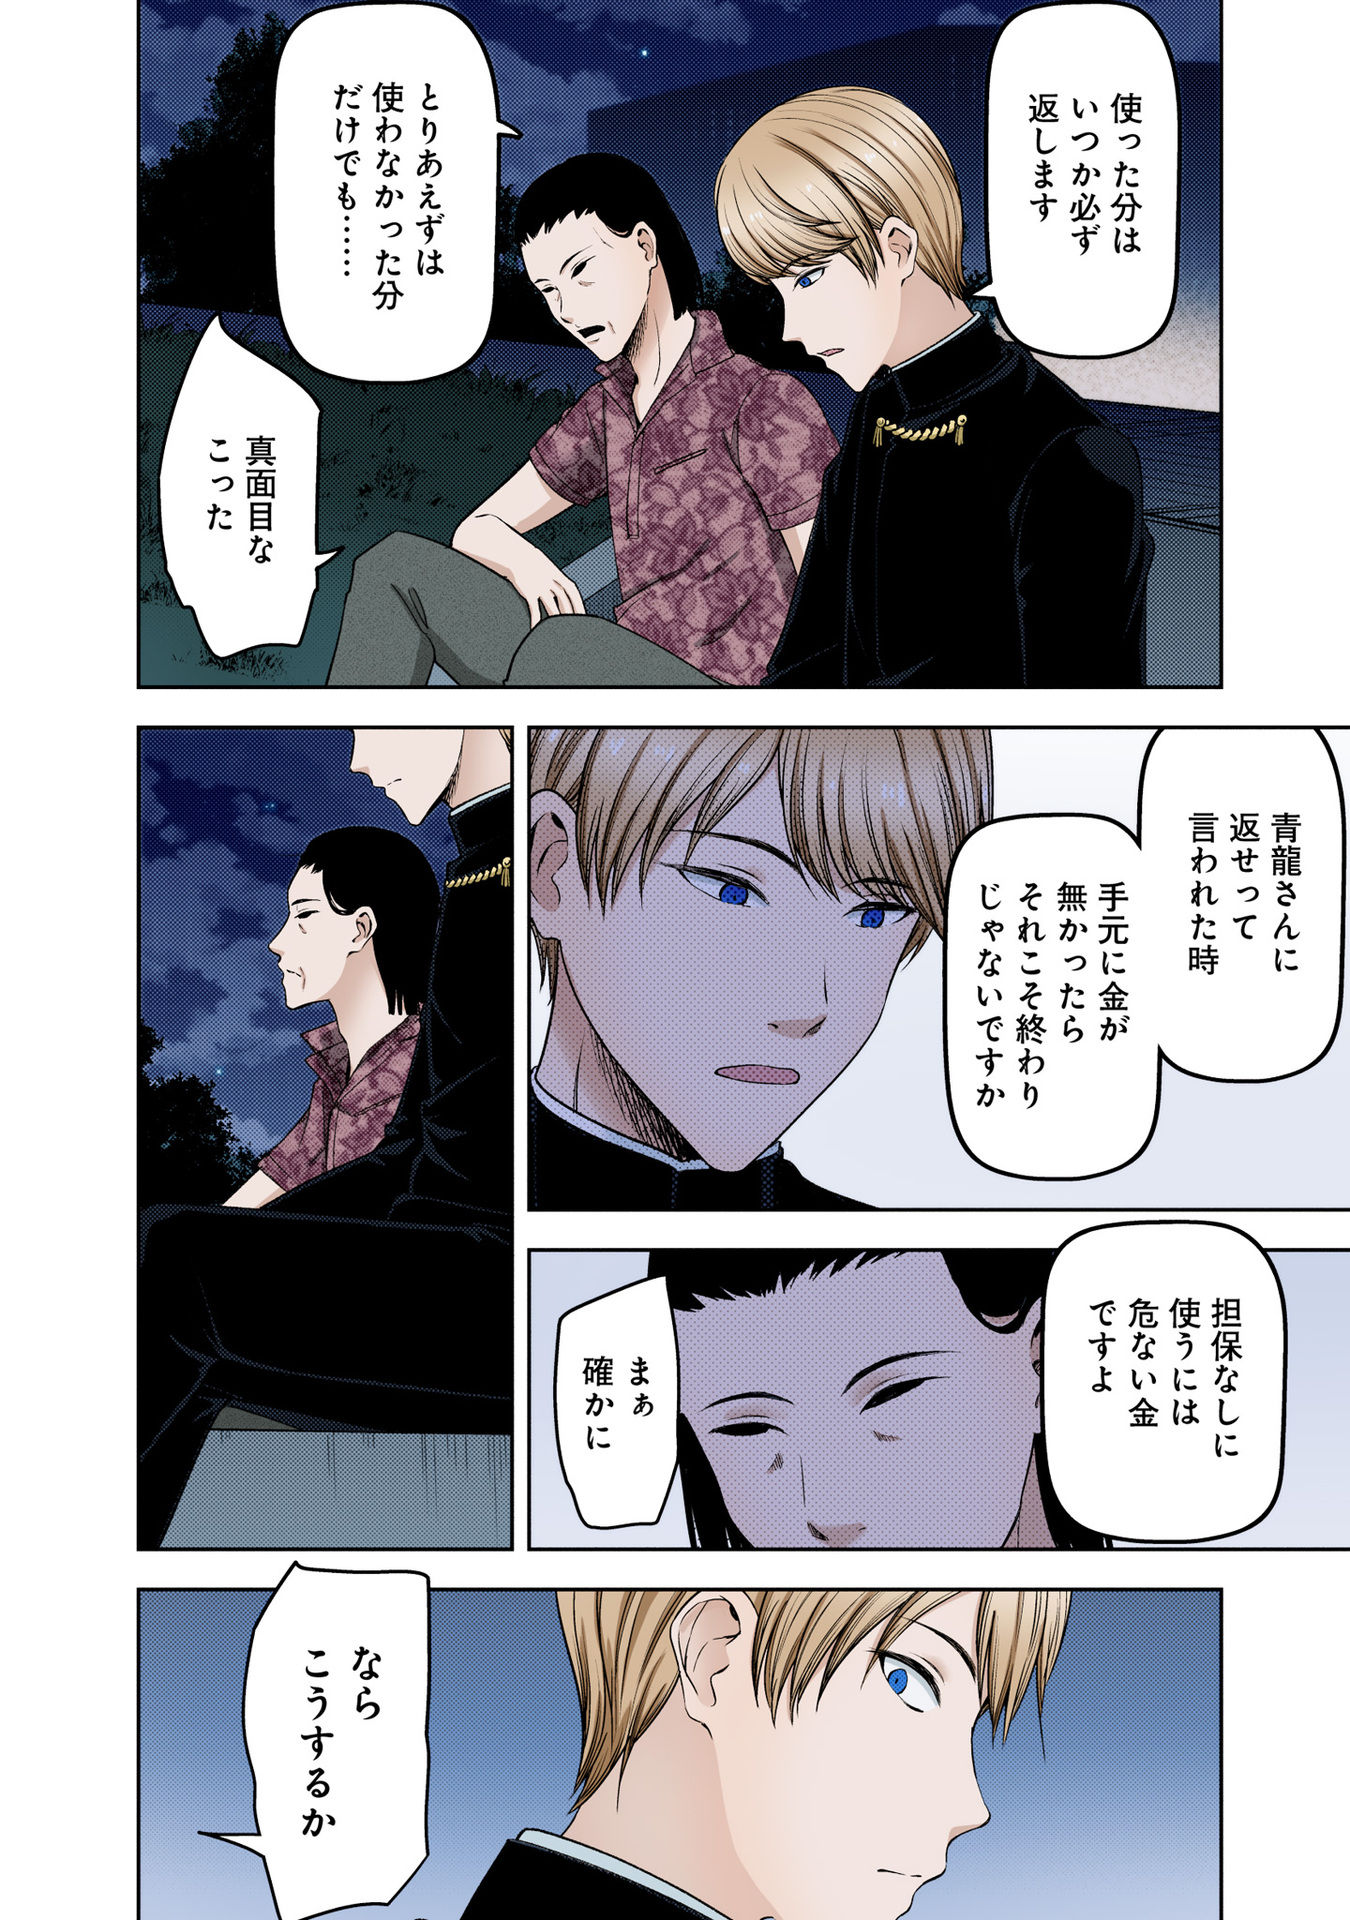 使った分は
いつか必ず
返します
とりあえずは
使わなかった分
だけでも……
真面目な
こった
青龍さんに
返せって
言われた時
手元に金が
無かったら
それこそ終わり
じゃないですか
担保なしに
使うには
危ない金
ですよ
まぁ
確かに
なら
こうするか